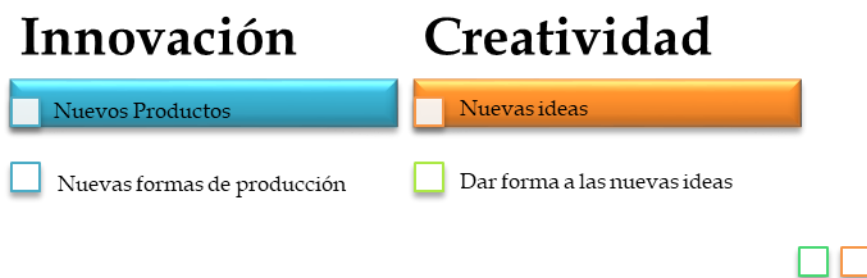 Innovación
Nuevos Productos
Nuevas formas de producción
Creatividad
Nuevas ideas
Dar forma a las nuevas ideas